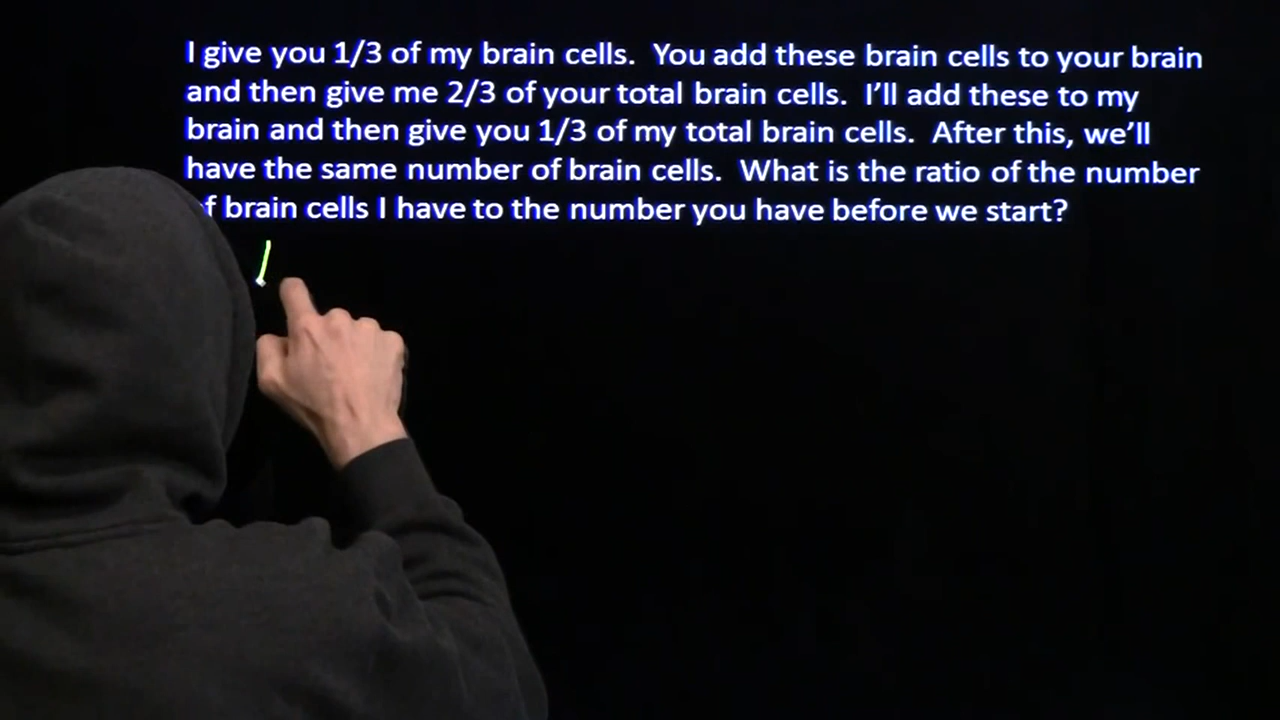 I give you 1/3 of my brain cells.  You add these brain cells to your brain
and then give me 2/3 of your total brain cells.  I’ll add these to my
brain and then give you 1/3 of my total brain cells.  After this, we’ll
have the same number of brain cells.  What is the ratio of the number
of brain cells I have to the number you have before we start?